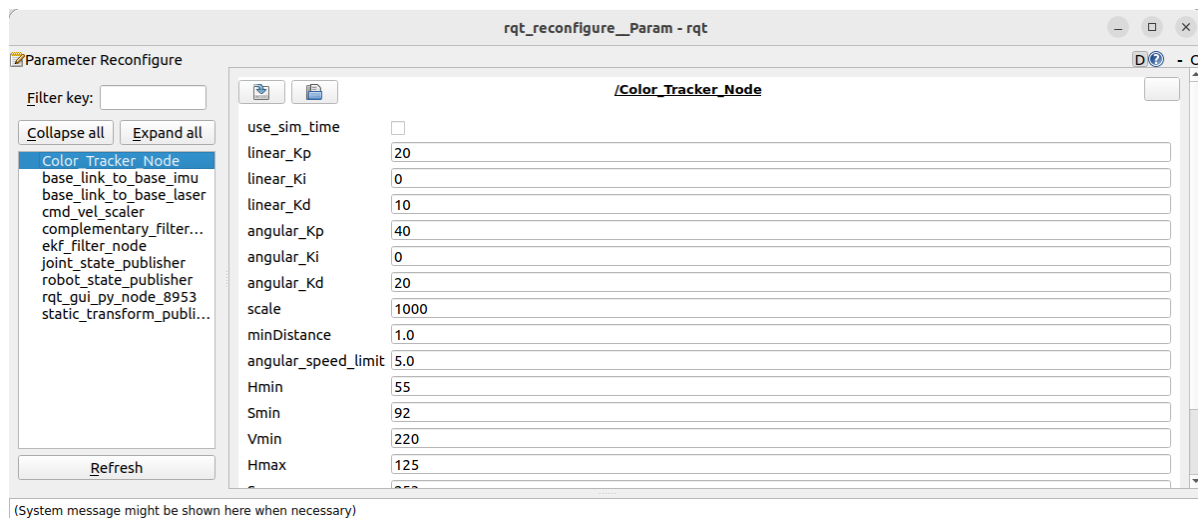 rqt_reconfigure__Param - rqt
Parameter Reconfigure
D
- O
Filter key:
Collapse all
Expand all
Color_Tracker_Node
base_link_to_base_imu
base_link_to_base_laser
cmd_vel_scaler
complementary_filter...
ekf_filter_node
joint_state_publisher
robot_state_publisher
rqt_gui_py_node_8953
static_transform_publi...
Refresh
/Color_Tracker_Node
use_sim_time
linear_Kp 20
linear_Ki 0
linear_Kd 10
angular_Kp 40
angular_Ki 0
angular_Kd 20
scale 1000
minDistance 1.0
angular_speed_limit 5.0
Hmin 55
Smin 92
Vmin 220
Hmax 125
(System message might be shown here when necessary)